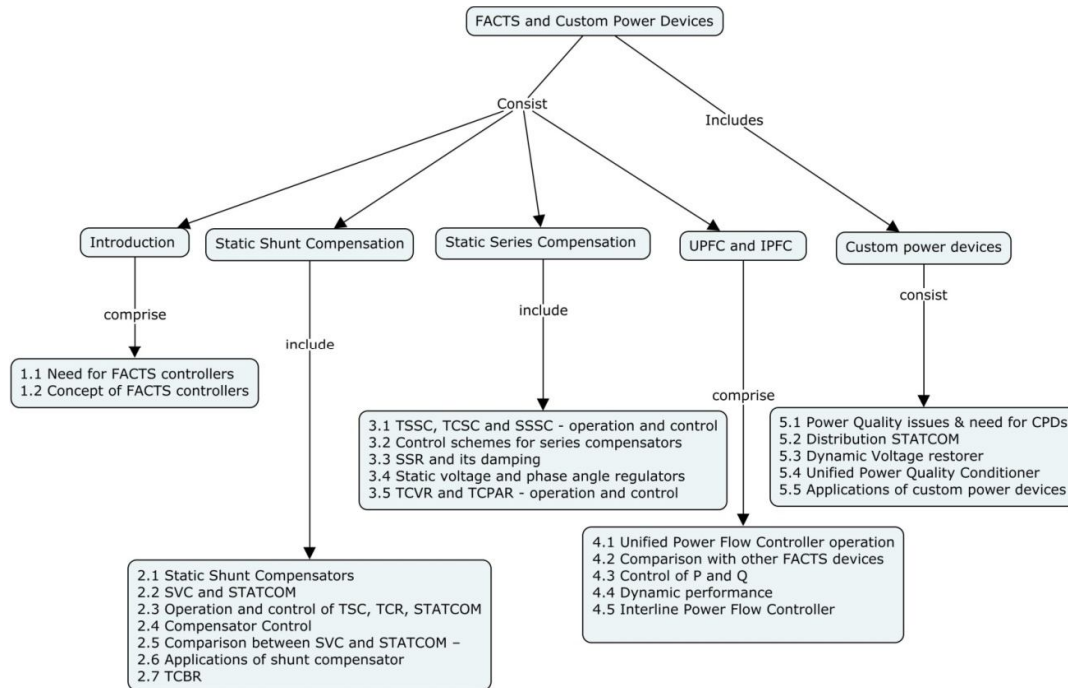 FACTS and Custom Power Devices
Consist
Includes
Introduction
Static Shunt Compensation
Static Series Compensation
UPFC and IPFC
Custom power devices
comprise
include
include
comprise
consist
1.1 Need for FACTS controllers
1.2 Concept of FACTS controllers
2.1 Static Shunt Compensators
2.2 SVC and STATCOM
2.3 Operation and control of TSC, TCR, STATCOM
2.4 Compensator Control
2.5 Comparison between SVC and STATCOM –
2.6 Applications of shunt compensator
2.7 TCBR
3.1 TSSC, TCSC and SSSC - operation and control
3.2 Control schemes for series compensators
3.3 SSR and its damping
3.4 Static voltage and phase angle regulators
3.5 TCVR and TCPAR - operation and control
4.1 Unified Power Flow Controller operation
4.2 Comparison with other FACTS devices
4.3 Control of P and Q
4.4 Dynamic performance
4.5 Interline Power Flow Controller
5.1 Power Quality issues & need for CPDs
5.2 Distribution STATCOM
5.3 Dynamic Voltage restorer
5.4 Unified Power Quality Conditioner
5.5 Applications of custom power devices